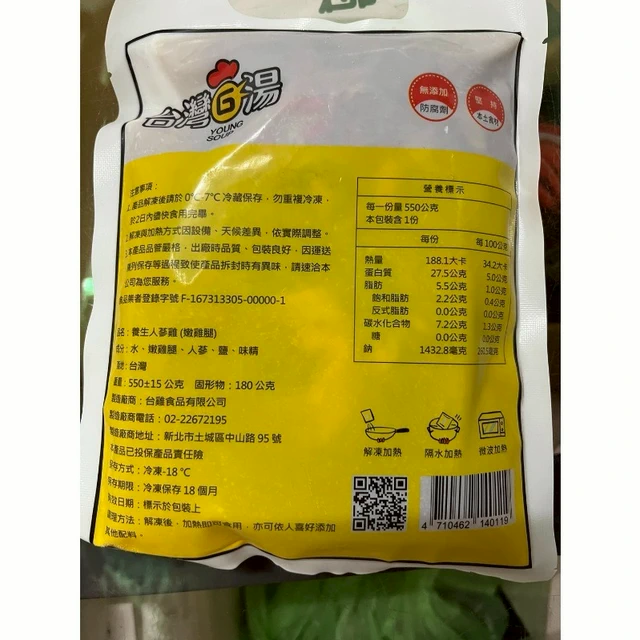 台灣G湯
YOUNG
SOUP
無添加
防腐劑
堅持
本土食材
注意事項：
1.產品解凍後請於 0℃-7℃ 冷藏保存，勿重複冷凍，
於2日內儘快食用完畢。
2.解凍與加熱方式因設備、天候差異，依實際調整。
3.本產品品管嚴格，出廠時品質、包裝良好，因運送
陳列保存等過程致使產品拆封時有異味，請速洽本
公司為您服務。
食品業者登錄字號 F-167313305-00000-1
品名：養生人參雞 (嫩雞腿)
成分：水、嫩雞腿、人參、鹽、味精
產地：台灣
重量：550±15 公克　固形物：180 公克
製造廠商：台雞食品有限公司
製造廠商電話：02-22672195
製造廠商地址：新北市土城區中山路 95 號
本產品已投保產品責任險
保存方式：冷凍-18 ℃
保存期限：冷凍保存 18 個月
有效日期：標示於包裝上
調理方法：解凍後，加熱即可食用，亦可依人喜好添加
其他配料。
營養標示
每一份量 550公克
本包裝含 1份
每份 每 100公克
熱量 188.1大卡 34.2大卡
蛋白質 27.5公克 5.0公克
脂肪 5.5公克 1.0公克
飽和脂肪 2.2公克 0.4公克
反式脂肪 0.0公克 0.0公克
碳水化合物 7.2公克 1.3公克
糖 0.0公克 0.0公克
鈉 1432.8毫克
解凍加熱 隔水加熱 微波加熱
4 710462 140119